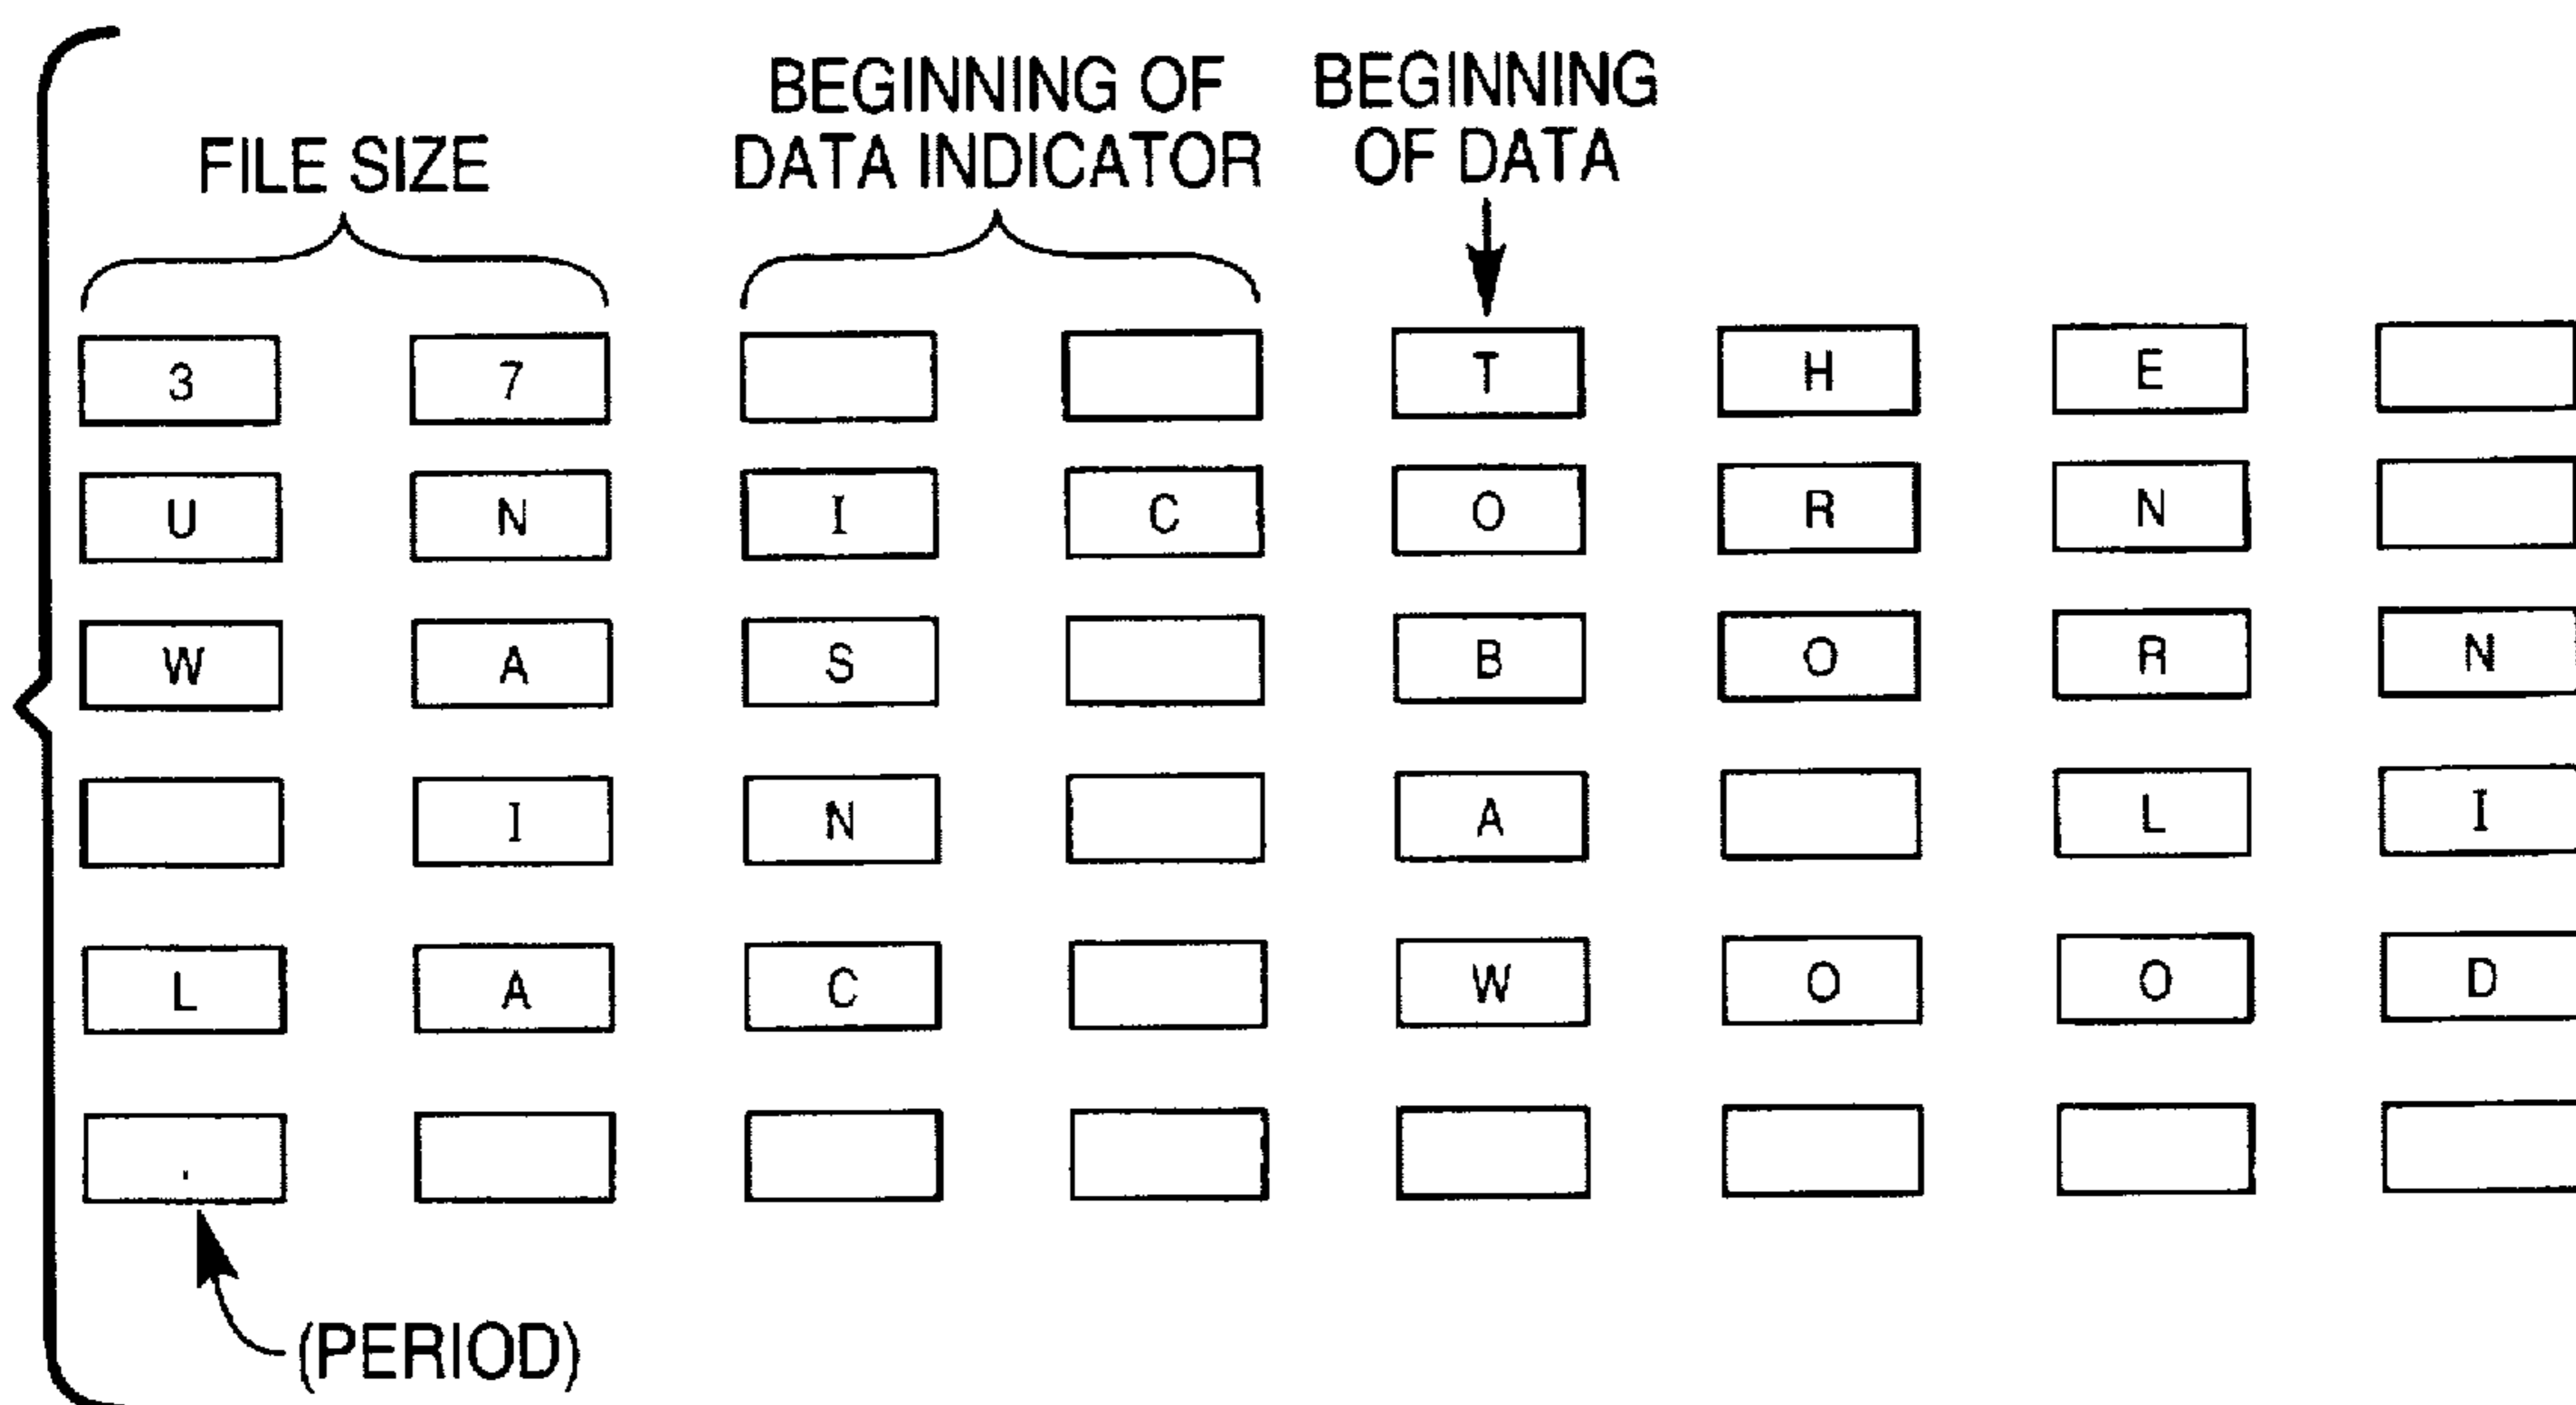 BEGINNING OF
DATA INDICATOR
BEGINNING
OF DATA
FILE SIZE
3 7 T H E
U N I C O R N
W A S B O R N
I N A L I
L A C W O O D
.
(PERIOD)